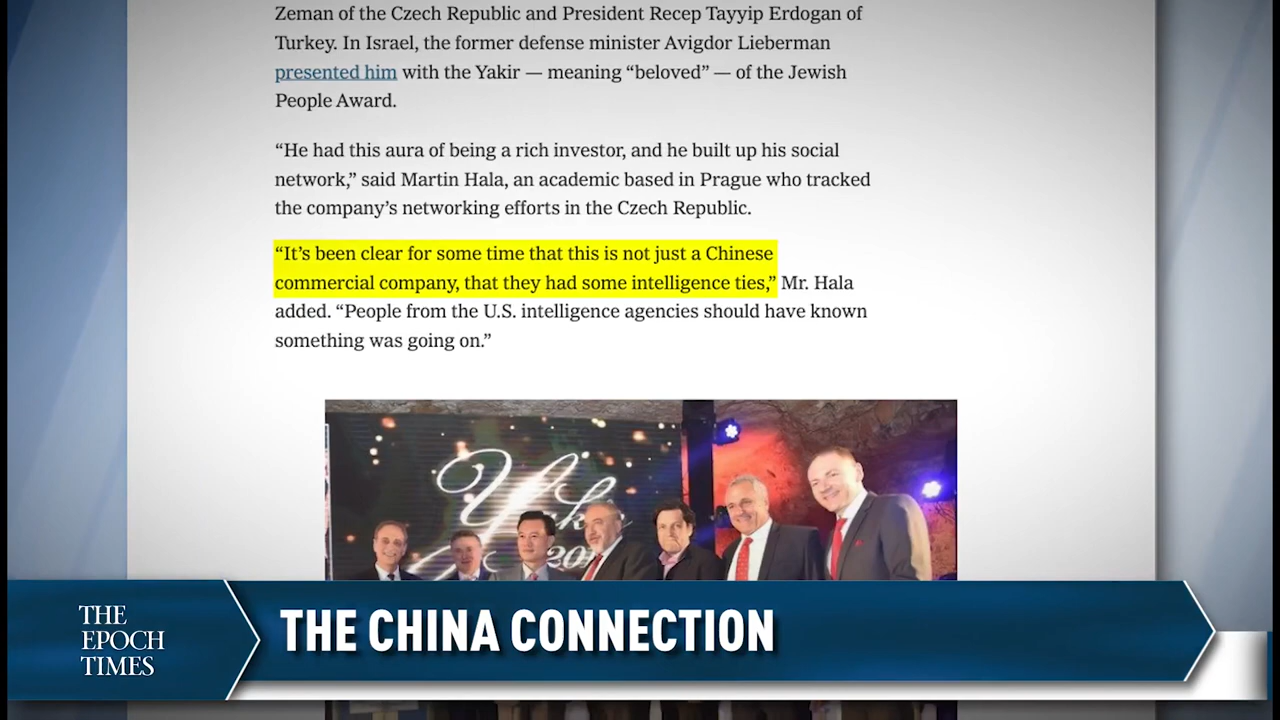 Zeman of the Czech Republic and President Recep Tayyip Erdogan of
Turkey. In Israel, the former defense minister Avigdor Lieberman
presented him with the Yakir — meaning “beloved” — of the Jewish
People Award.
“He had this aura of being a rich investor, and he built up his social
network,” said Martin Hala, an academic based in Prague who tracked
the company’s networking efforts in the Czech Republic.
“It’s been clear for some time that this is not just a Chinese
commercial company, that they had some intelligence ties,” Mr. Hala
added. “People from the U.S. intelligence agencies should have known
something was going on.”
THE
EPOCH
TIMES
THE CHINA CONNECTION